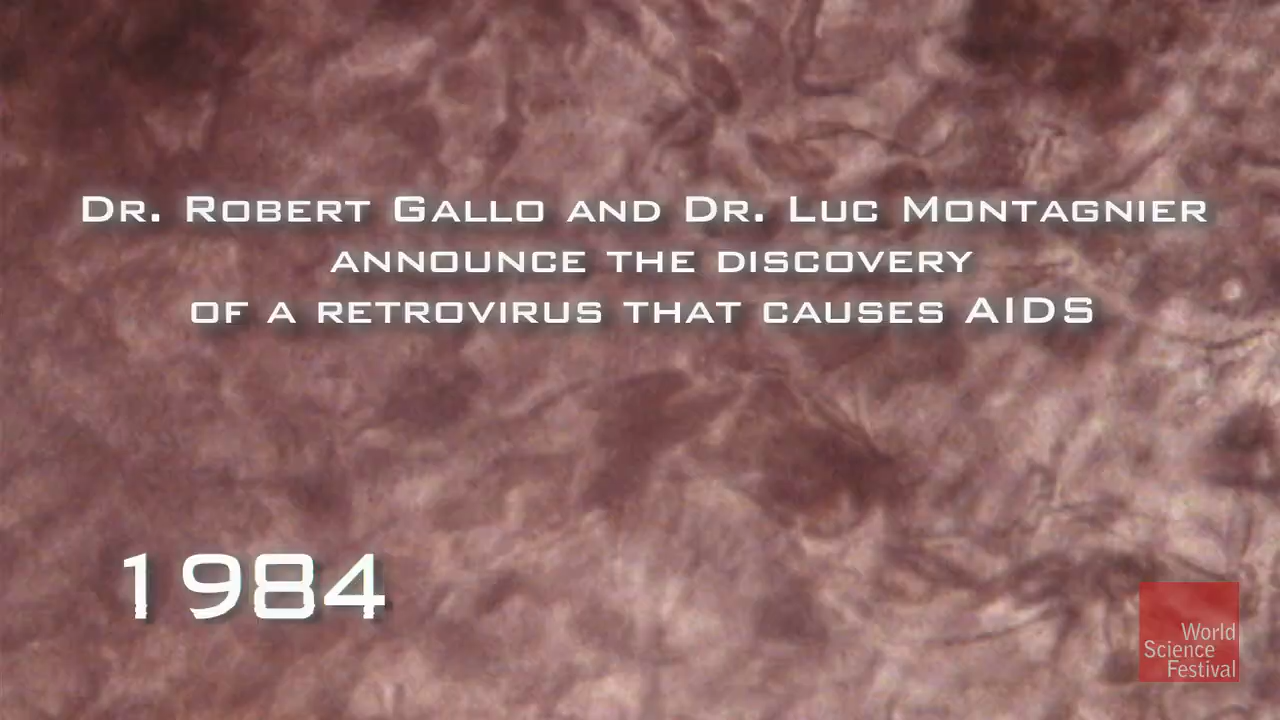 Dr. Robert Gallo and Dr. Luc Montagnier
announce the discovery
of a retrovirus that causes AIDS
1984
World
Science
Festival